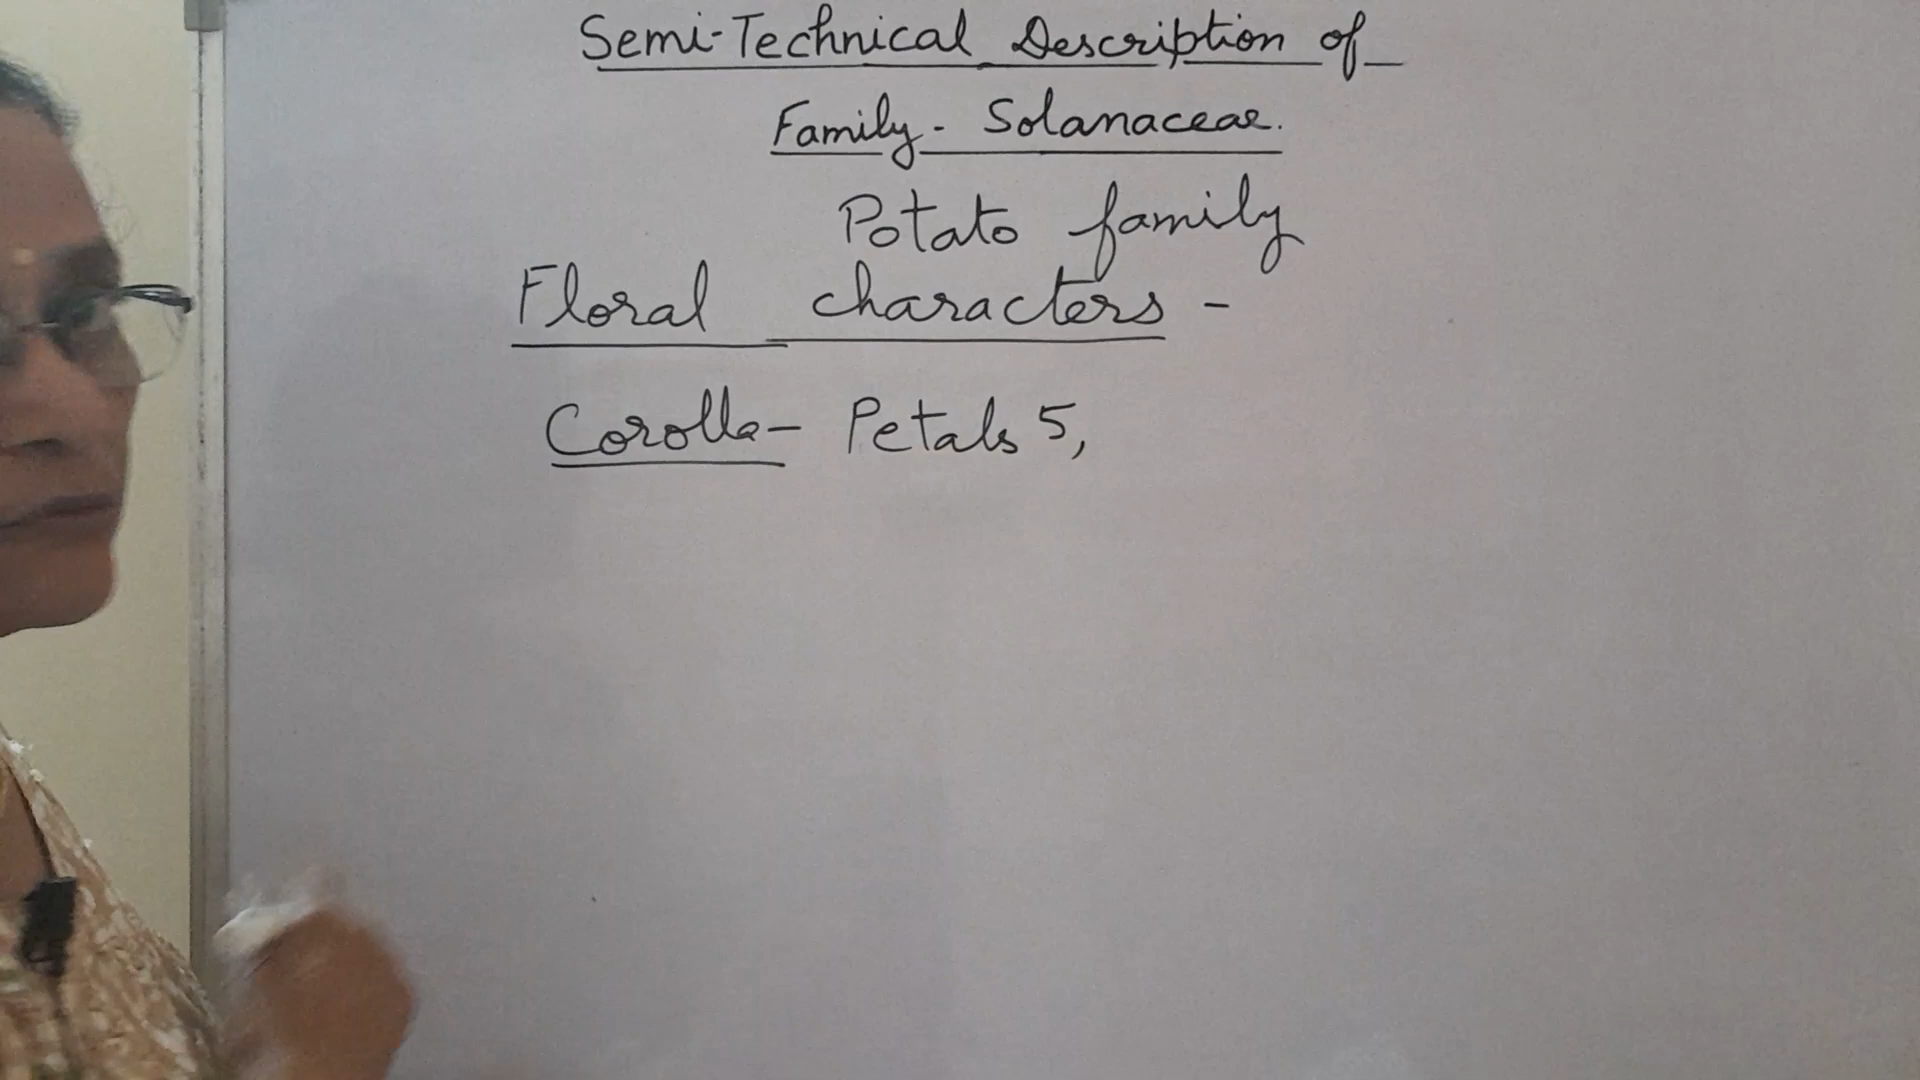 Semi-Technical Description of
Family - Solanaceae.
Potato family
Floral characters -
Corolla - Petals 5,